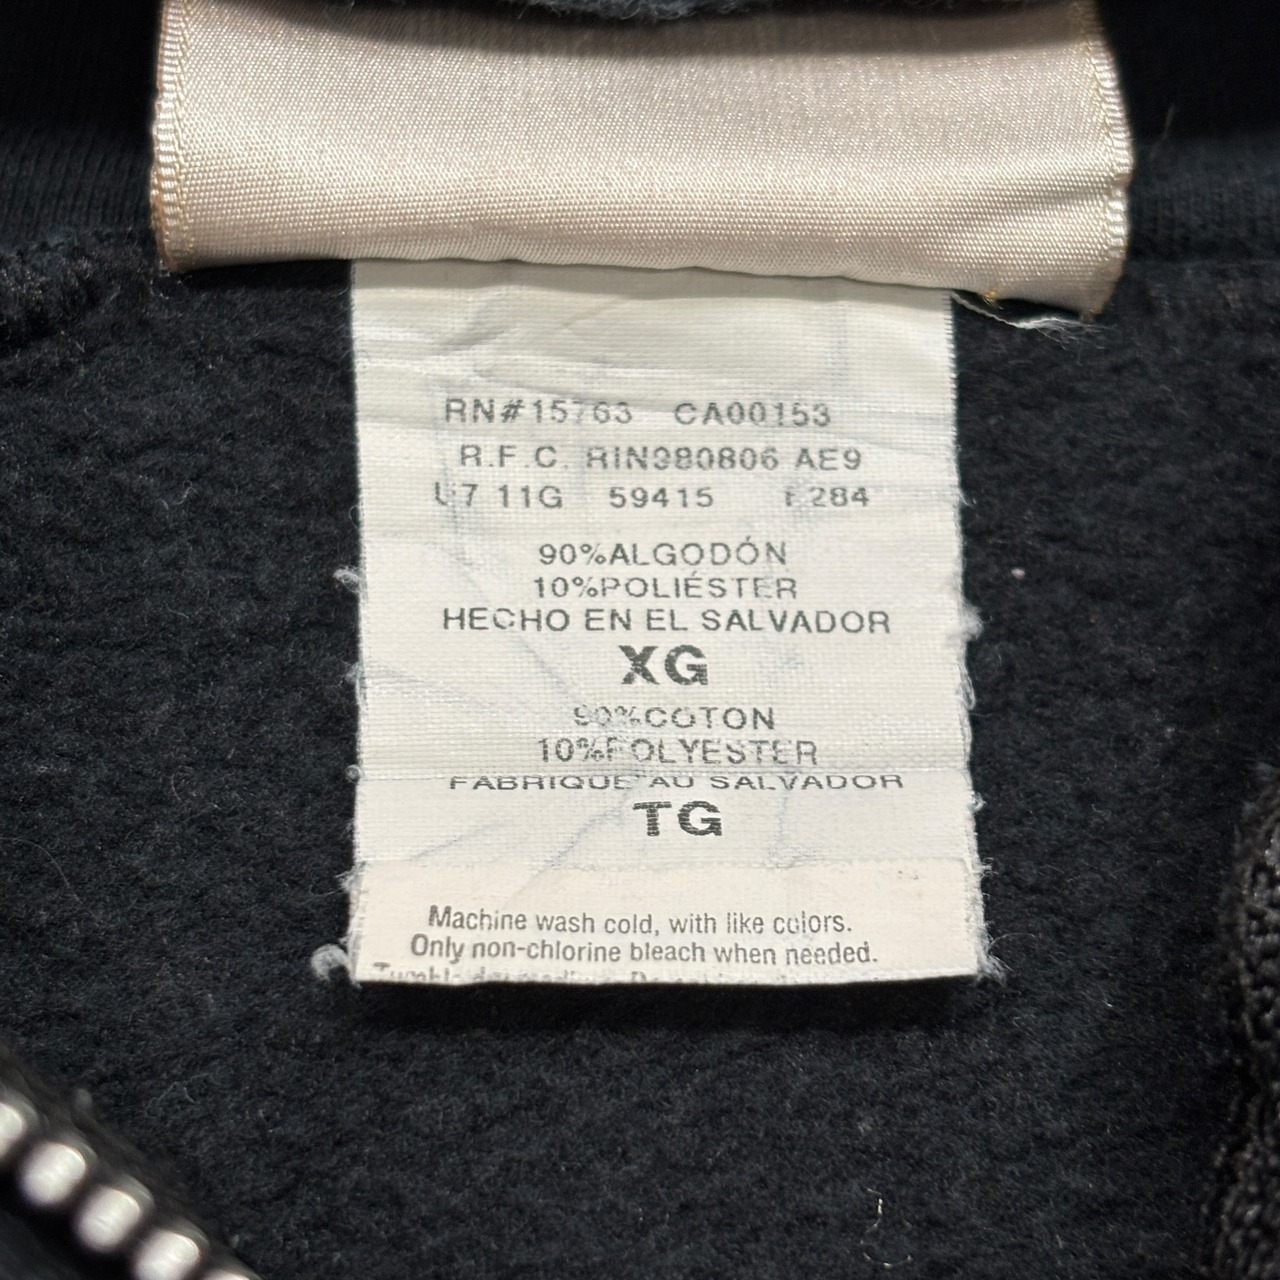 RN#15763 CA00153
R.F.C. RIN980806 AE9
11G 59415 284
90%ALGODÓN
10%POLIÉSTER
HECHO EN EL SALVADOR
XG
90%COTON
10%POLYESTER
FABRIQUE AU SALVADOR
TG
Machine wash cold, with like colors.
Only non-chlorine bleach when needed.